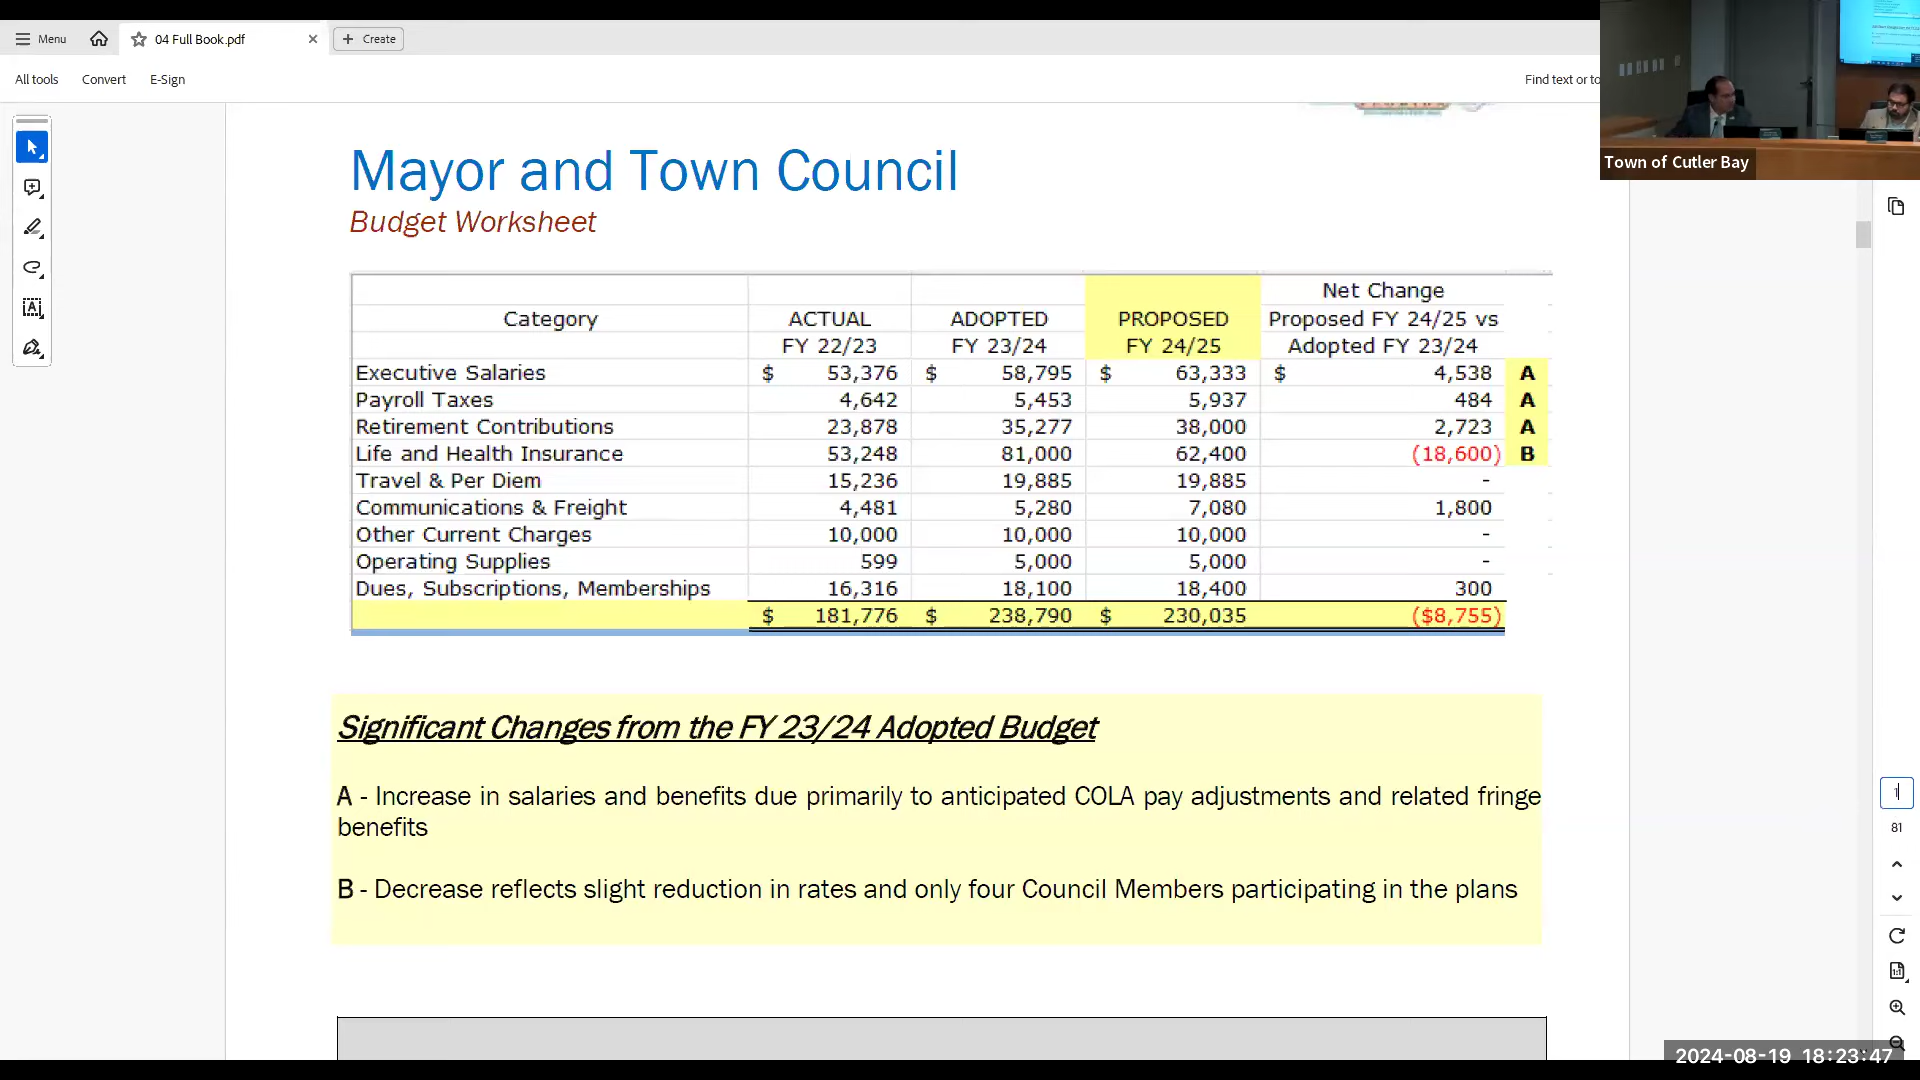 Menu
04 Full Book.pdf
Create
All tools
Convert
E-Sign
Find text or to
Town of Cutler Bay
Mayor and Town Council
Budget Worksheet
Net Change
Category ACTUAL ADOPTED PROPOSED Proposed FY 24/25 vs
FY 22/23 FY 23/24 FY 24/25 Adopted FY 23/24
Executive Salaries $ 53,376 $ 58,795 $ 63,333 $ 4,538 A
Payroll Taxes 4,642 5,453 5,937 484 A
Retirement Contributions 23,878 35,277 38,000 2,723 A
Life and Health Insurance 53,248 81,000 62,400 (18,600) B
Travel & Per Diem 15,236 19,885 19,885 -
Communications & Freight 4,481 5,280 7,080 1,800
Other Current Charges 10,000 10,000 10,000 -
Operating Supplies 599 5,000 5,000 -
Dues, Subscriptions, Memberships 16,316 18,100 18,400 300
$ 181,776 $ 238,790 $ 230,035 ($8,755)
Significant Changes from the FY 23/24 Adopted Budget
A - Increase in salaries and benefits due primarily to anticipated COLA pay adjustments and related fringe
benefits
B - Decrease reflects slight reduction in rates and only four Council Members participating in the plans
1
81
2024-08-19 18:23:47